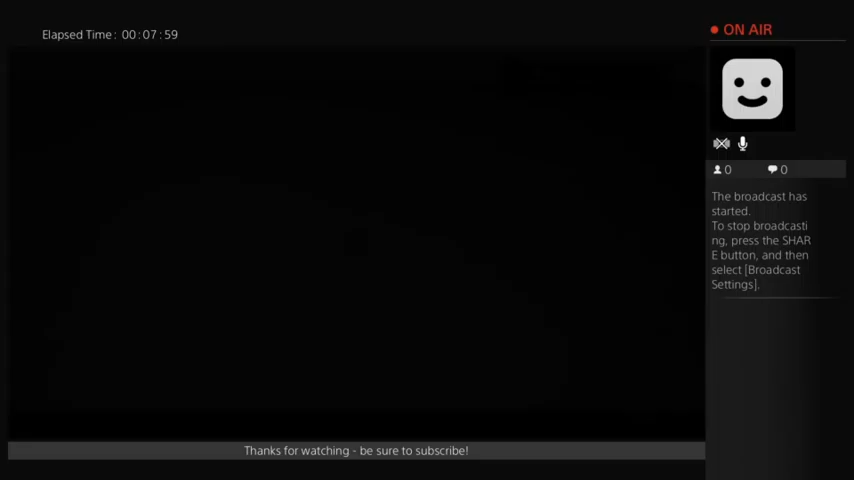 Elapsed Time: 00:07:59
ON AIR
0 0
The broadcast has
started.
To stop broadcasti
ng, press the SHAR
E button, and then
select [Broadcast
Settings].
Thanks for watching - be sure to subscribe!